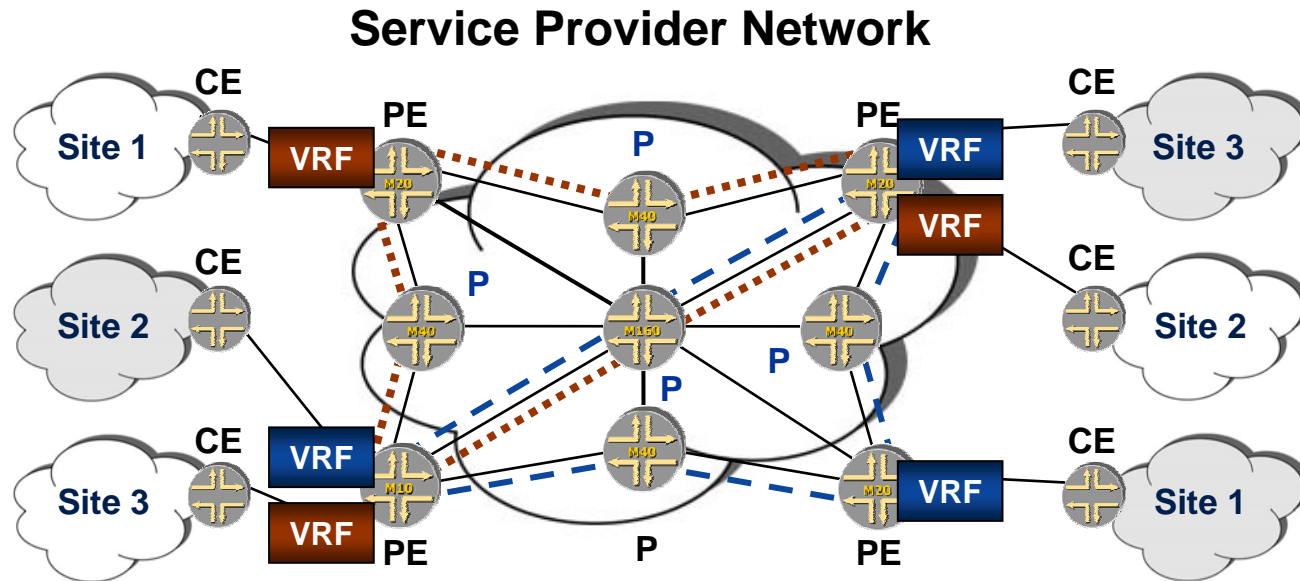 Service Provider Network
CE
CE
PE
PE
Site 1
VRF
P
VRF
Site 3
M20
M20
M40
VRF
CE
P
CE
Site 2
M40
M160
M40
Site 2
P
P
CE
CE
VRF
M40
VRF
Site 3
M10
M20
Site 1
VRF
PE
P
PE